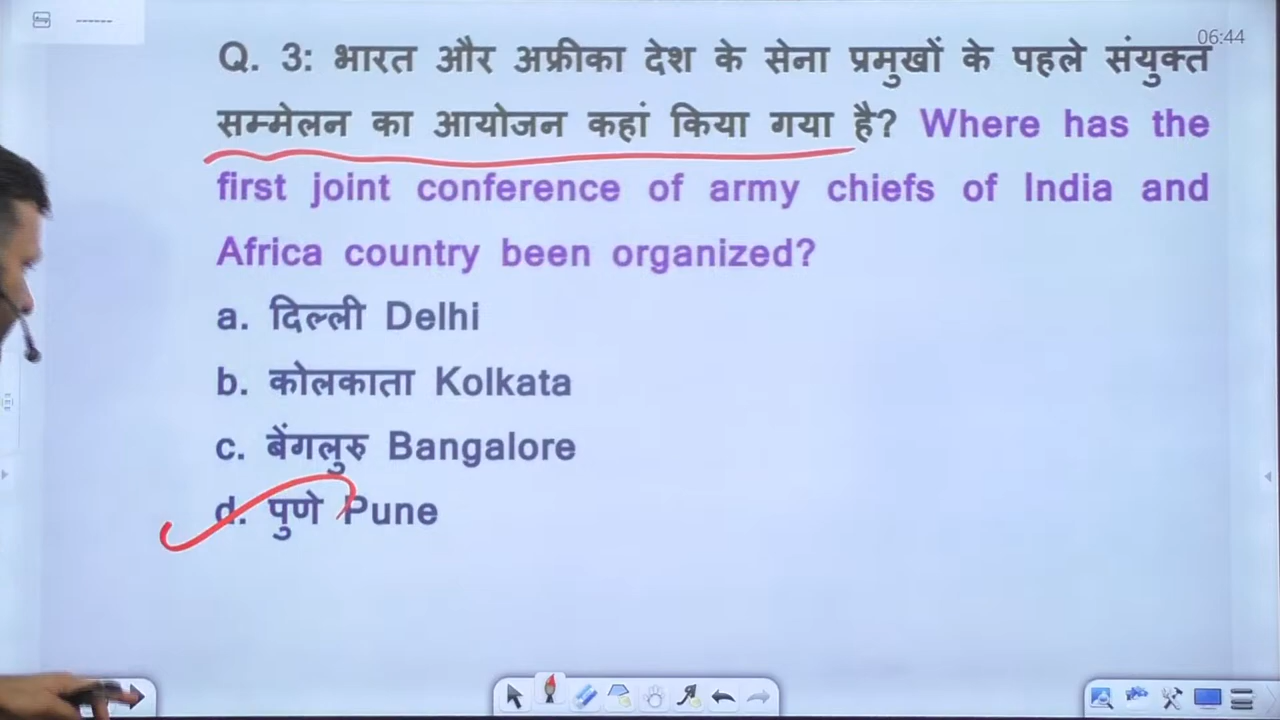 06:44
Q. 3: भारत और अफ्रीका देश के सेना प्रमुखों के पहले संयुक्त
सम्मेलन का आयोजन कहां किया गया है? Where has the
first joint conference of army chiefs of India and
Africa country been organized?
a. दिल्ली Delhi
b. कोलकाता Kolkata
c. बेंगलुरु Bangalore
d. पुणे Pune